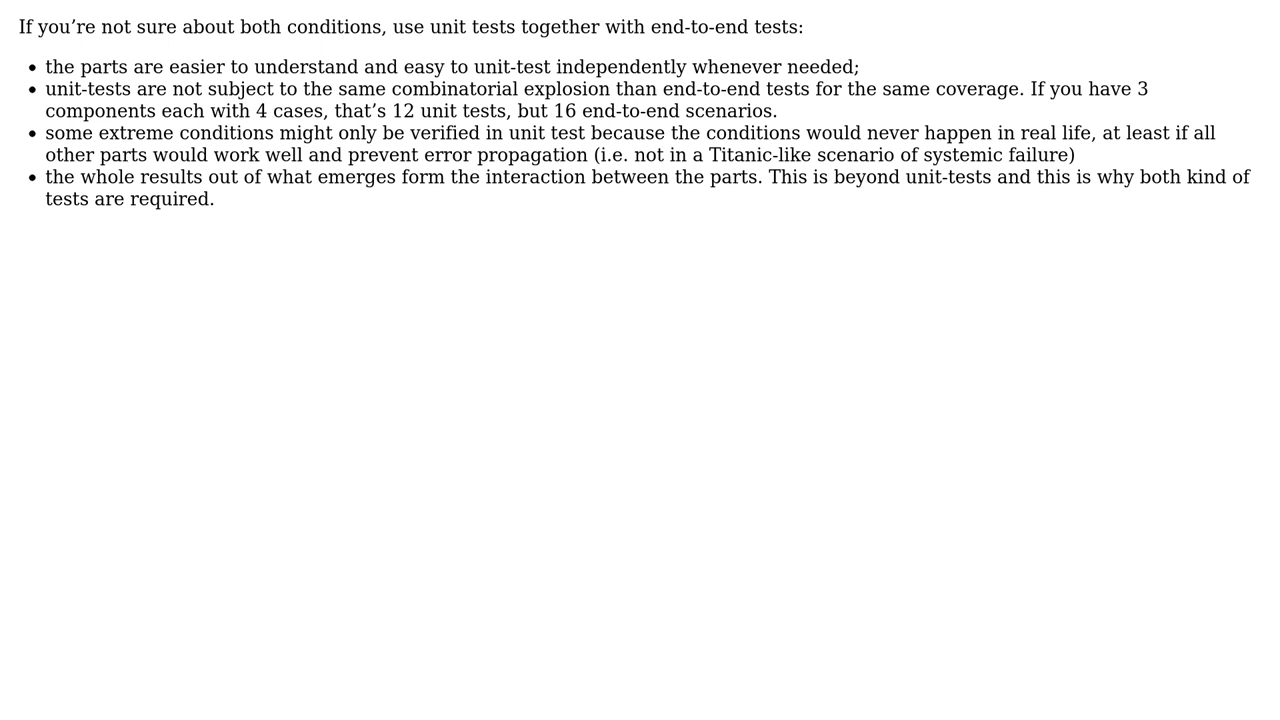 If you’re not sure about both conditions, use unit tests together with end-to-end tests:
• the parts are easier to understand and easy to unit-test independently whenever needed;
• unit-tests are not subject to the same combinatorial explosion than end-to-end tests for the same coverage. If you have 3
components each with 4 cases, that’s 12 unit tests, but 16 end-to-end scenarios.
• some extreme conditions might only be verified in unit test because the conditions would never happen in real life, at least if all
other parts would work well and prevent error propagation (i.e. not in a Titanic-like scenario of systemic failure)
• the whole results out of what emerges form the interaction between the parts. This is beyond unit-tests and this is why both kind of
tests are required.